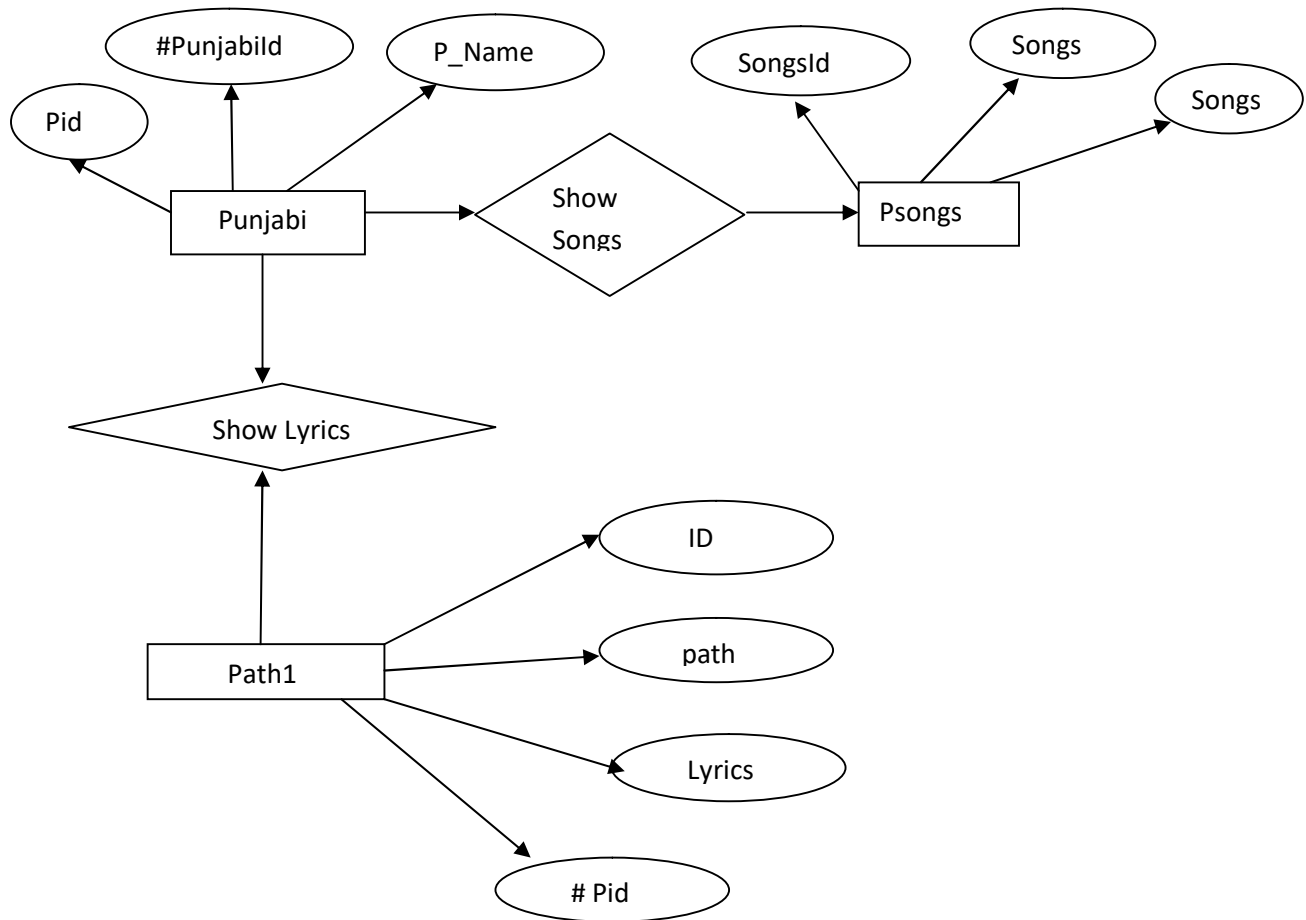 #PunjabiId
P_Name
Songs
SongsId
Songs
Pid
Show
Songs
Punjabi
Psongs
Show Lyrics
ID
path
Path1
Lyrics
# Pid